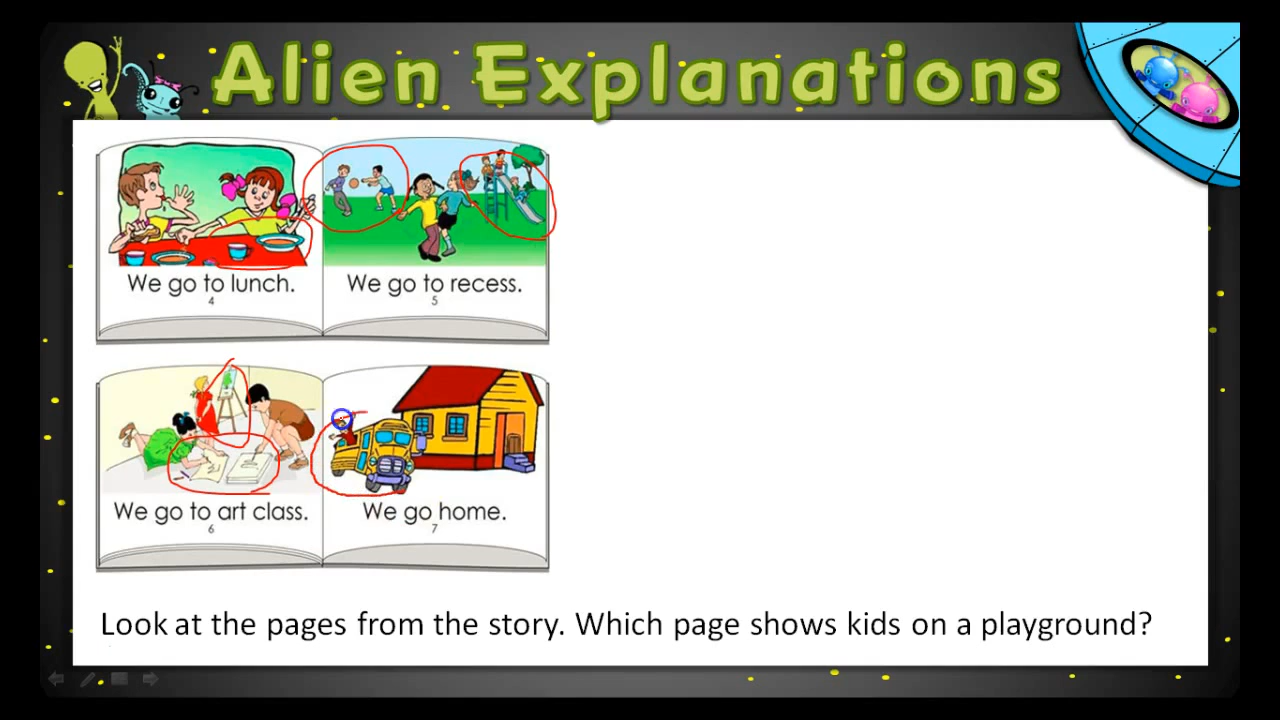 Alien Explanations
We go to lunch.
4
We go to recess.
5
We go to art class.
6
We go home.
7
Look at the pages from the story. Which page shows kids on a playground?